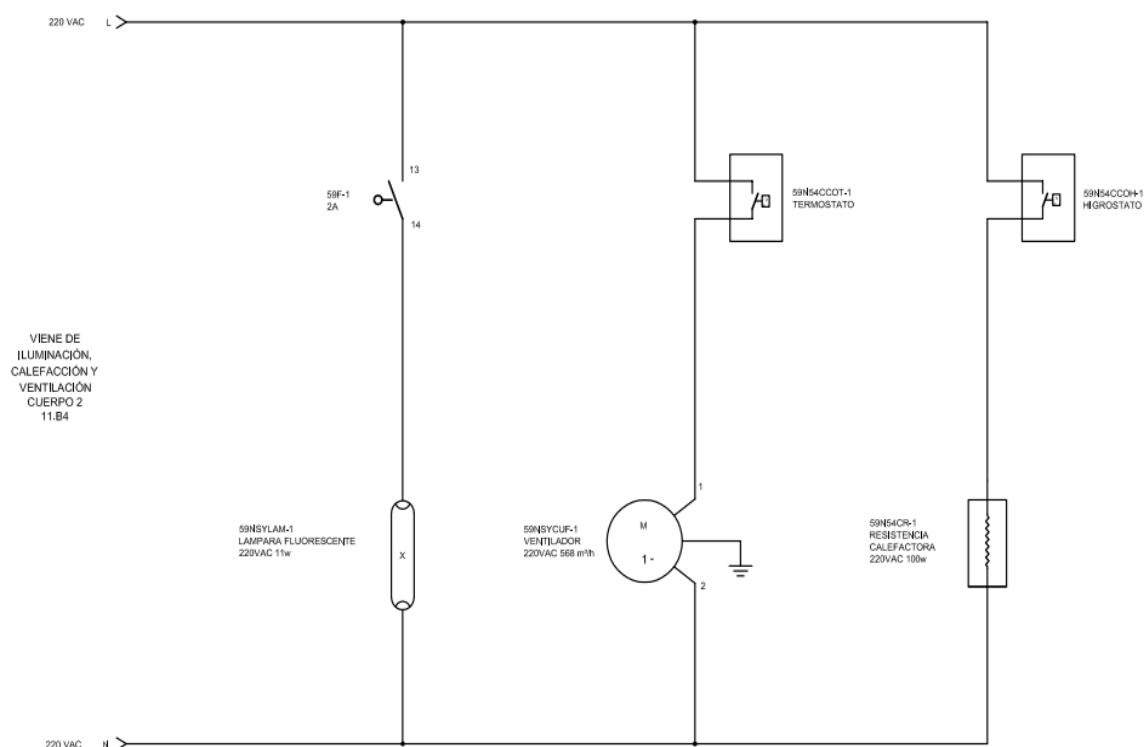 220 VAC L
13
59F-1
2A
14
59N54CCOT-1
TERMOSTATO
59N54CCOH-1
HIGROSTATO
VIENE DE
ILUMINACIÓN,
CALEFACCIÓN Y
VENTILACIÓN
CUERPO 2
11.B4
59NSYLAM-1
LAMPARA FLUORESCENTE
220VAC 11w
X
59NSYCUF-1
VENTILADOR
220VAC 568 m³/h
1
M
1-
2
59N54CR-1
RESISTENCIA
CALEFACTORA
220VAC 100w
220 VAC N